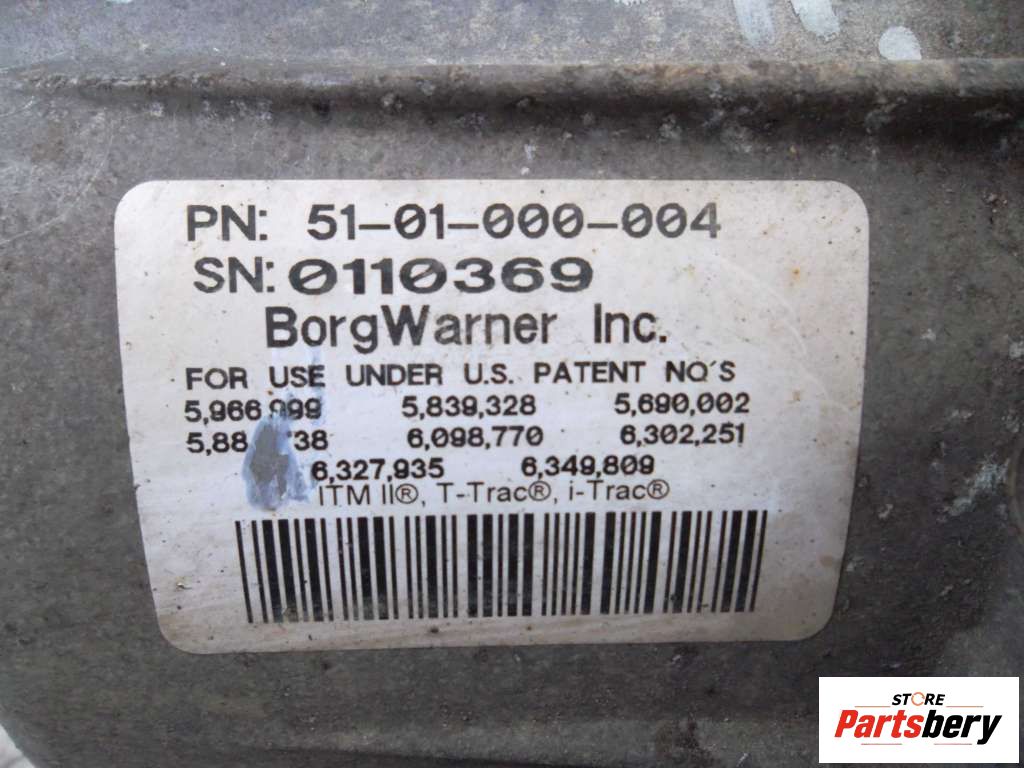 PN: 51-01-000-004
SN: 0110369
BorgWarner Inc.
FOR USE UNDER U.S. PATENT NO'S
5,966,999 5,839,328 5,690,002
6,098,770 6,302,251
6,327,935 6,349,809
ITM II®, T-Trac®, i-Trac®
STORE
Partsbery